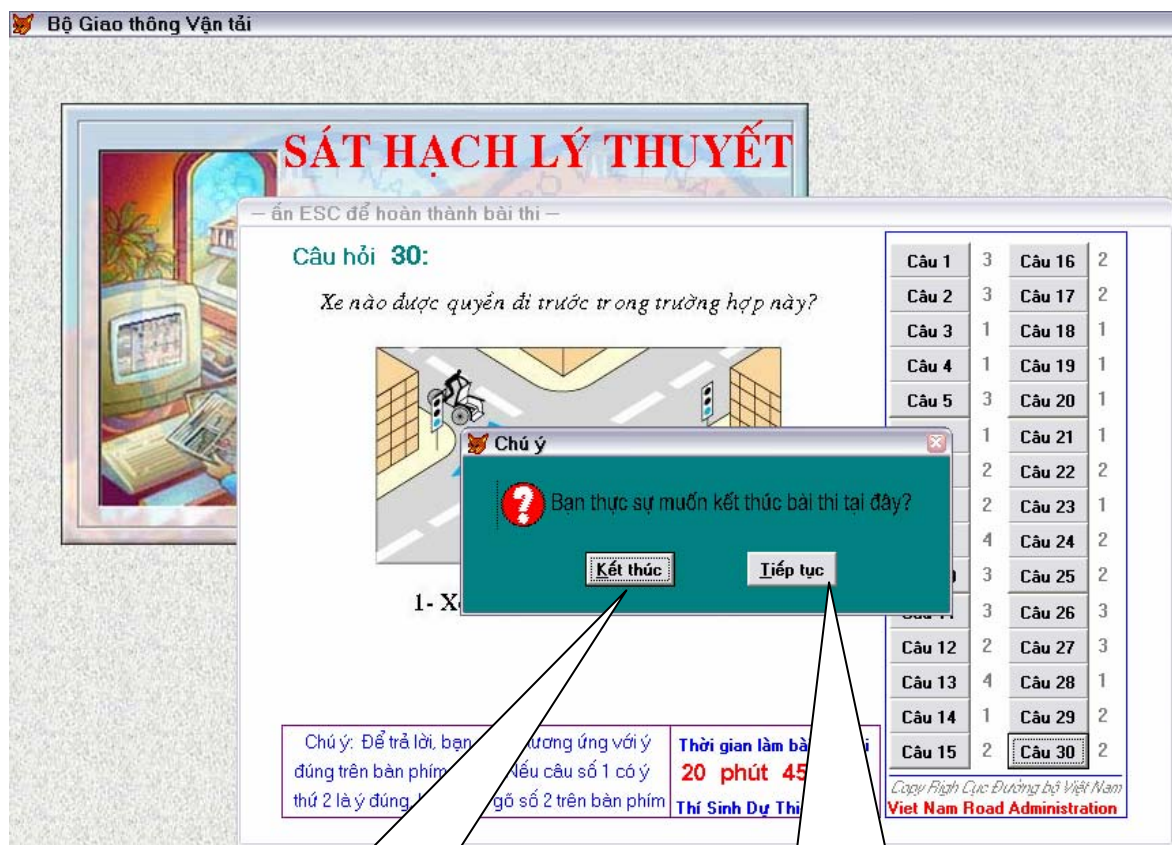 Bộ Giao thông Vận tải
SÁT HẠCH LÝ THUYẾT
– ấn ESC để hoàn thành bài thi –
Câu hỏi 30:
Xe nào được quyền đi trước trong trường hợp này?
Chú ý
Bạn thực sự muốn kết thúc bài thi tại đây?
Kết thúc
Tiếp tục
1- X
Chú ý: Để trả lời, bạn tương ứng với ý
đúng trên bàn phím Nếu câu số 1 có ý
thứ 2 là ý đúng, gõ số 2 trên bàn phím
Thời gian làm bà i
20 phút 45
Thí Sinh Dự Thi
Câu 1 3 Câu 16 2
Câu 2 3 Câu 17 2
Câu 3 1 Câu 18 1
Câu 4 1 Câu 19 1
Câu 5 3 Câu 20 1
1 Câu 21 1
2 Câu 22 2
2 Câu 23 1
4 Câu 24 2
3 Câu 25 2
3 Câu 26 3
Câu 12 2 Câu 27 3
Câu 13 4 Câu 28 1
Câu 14 1 Câu 29 2
Câu 15 2 Câu 30 2
Copy Righ Cục Đường bộ Việt Nam
Viet Nam Road Administration